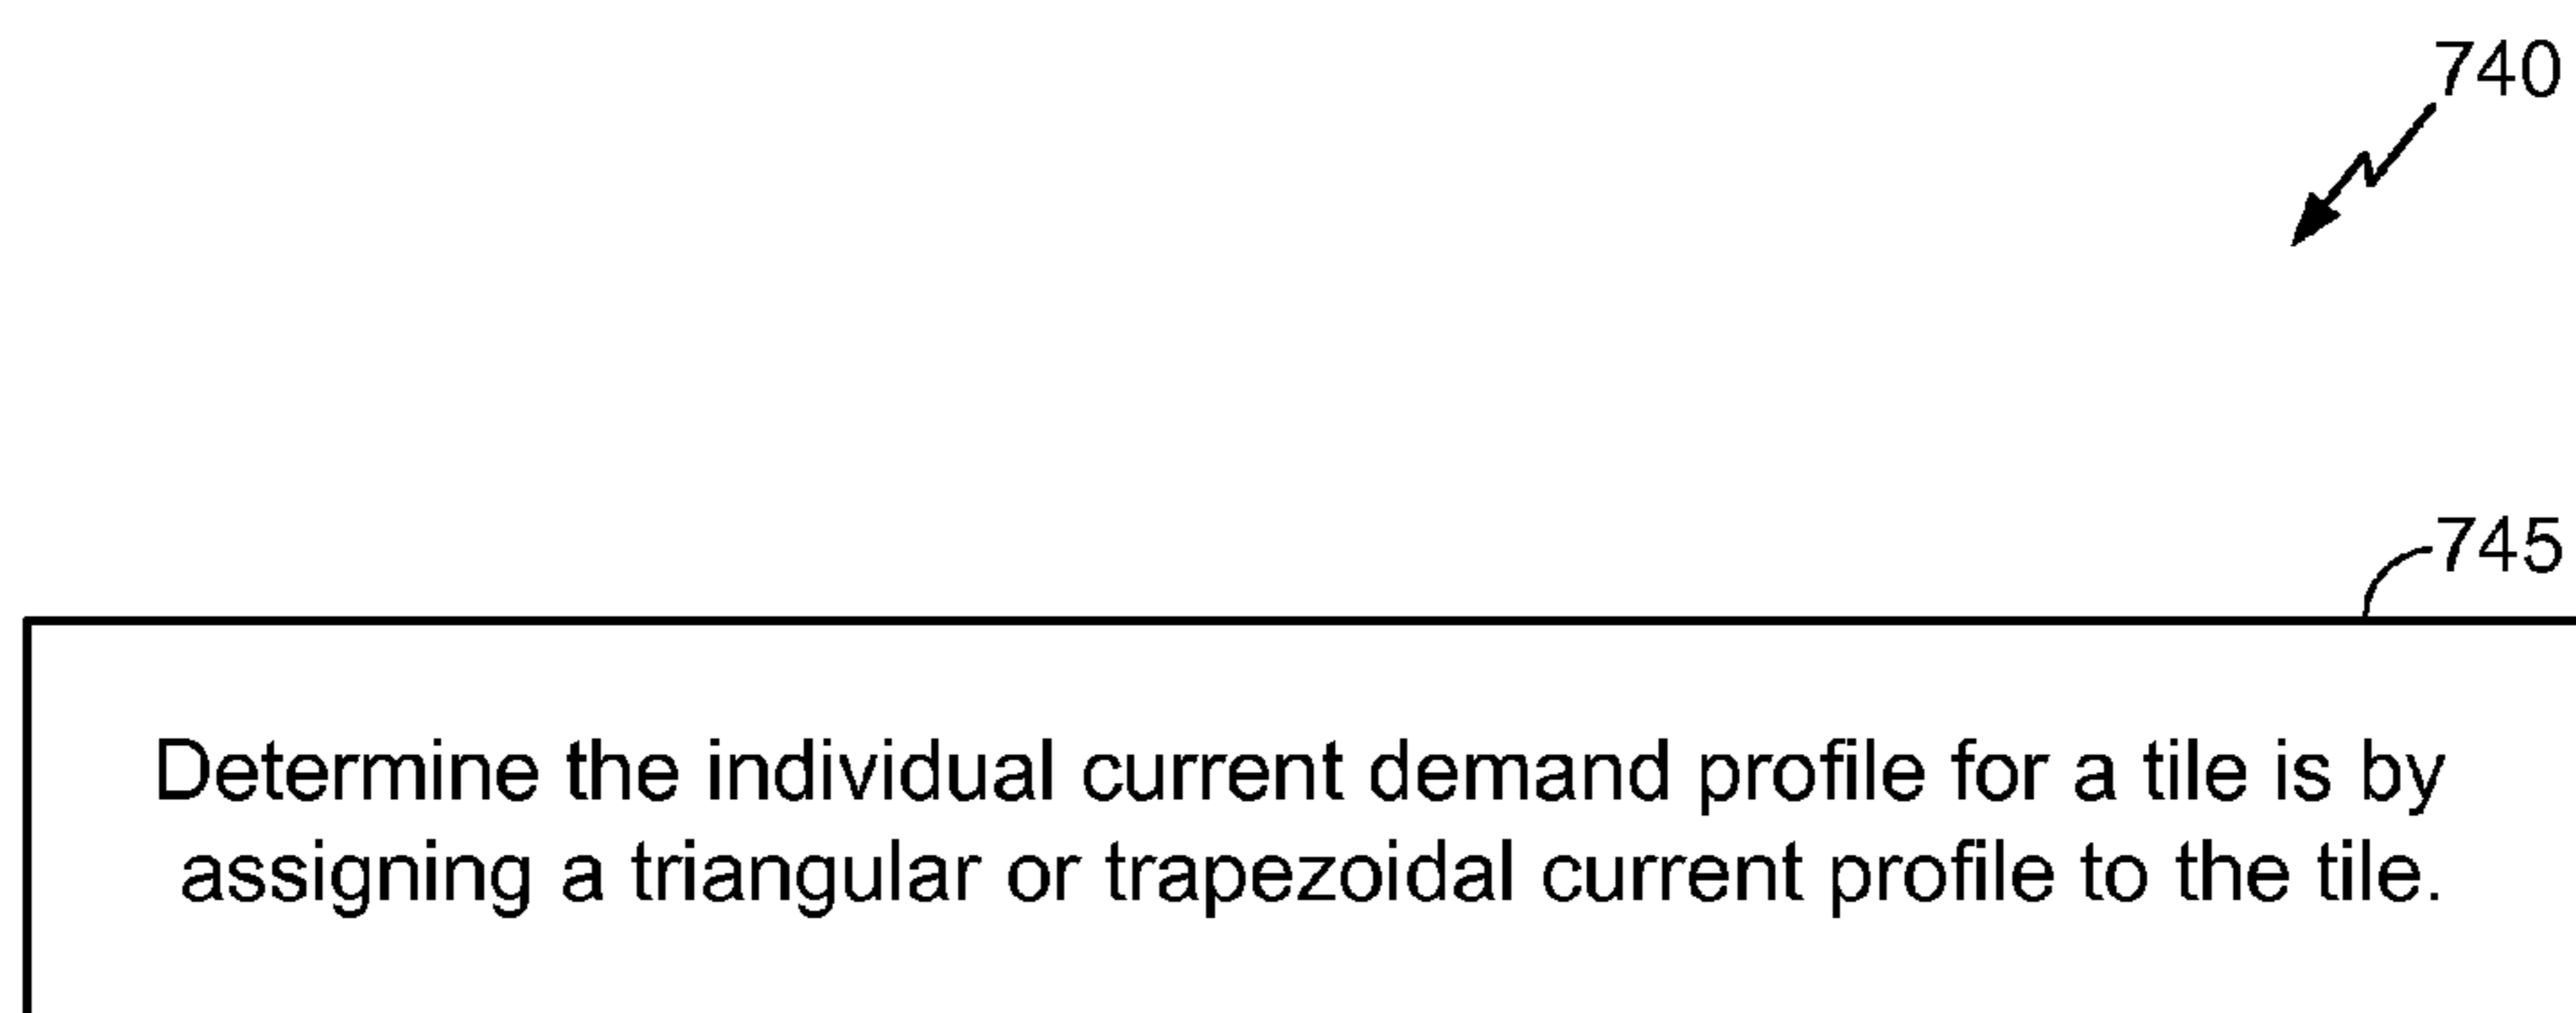 740
745
Determine the individual current demand profile for a tile is by
assigning a triangular or trapezoidal current profile to the tile.